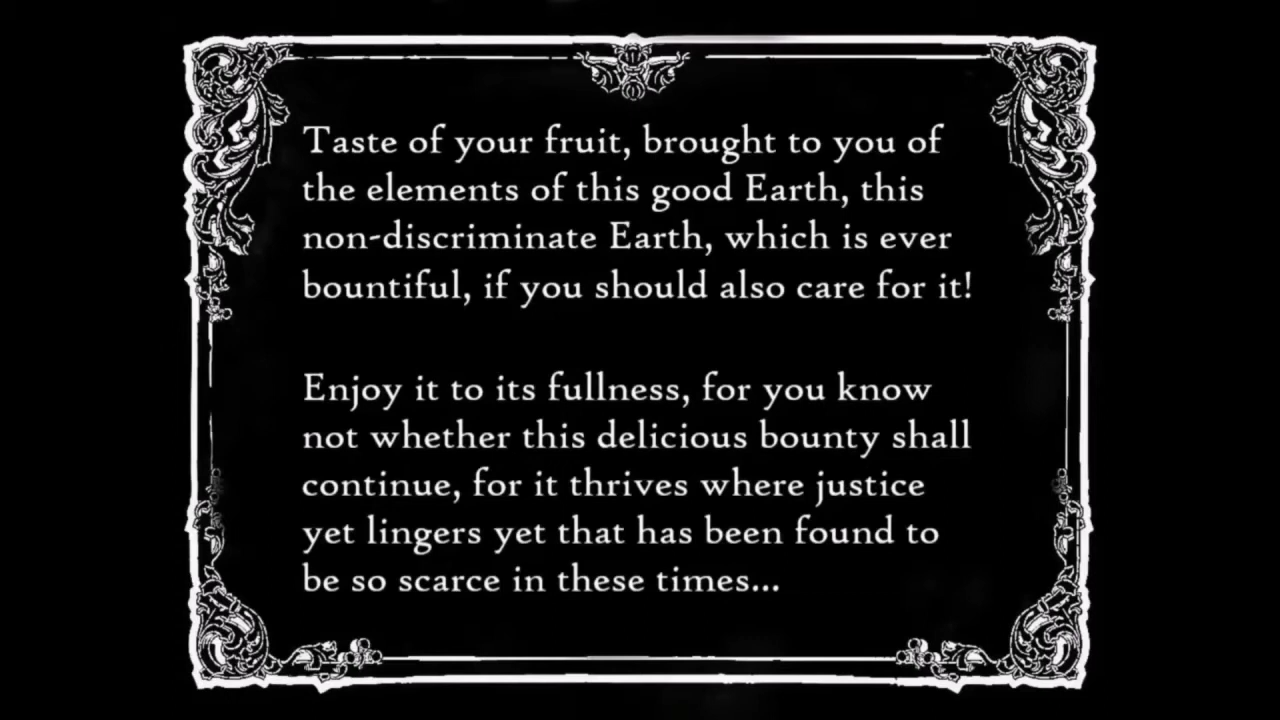 Taste of your fruit, brought to you of
the elements of this good Earth, this
non-discriminate Earth, which is ever
bountiful, if you should also care for it!
Enjoy it to its fullness, for you know
not whether this delicious bounty shall
continue, for it thrives where justice
yet lingers yet that has been found to
be so scarce in these times...